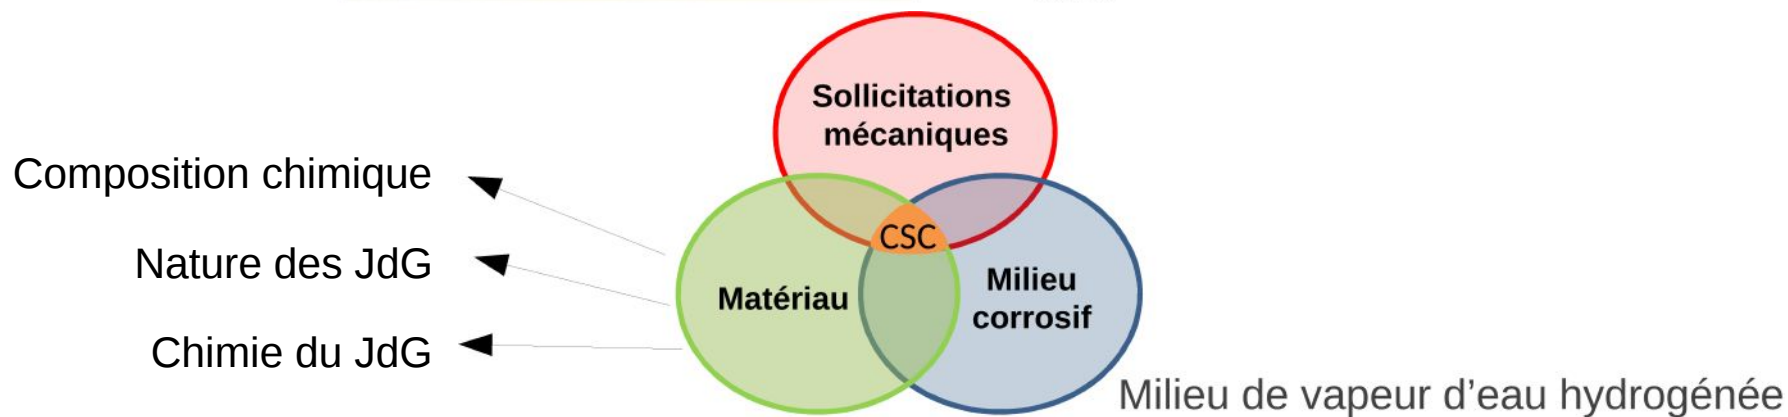 Sollicitations
mécaniques
Composition chimique
Nature des JdG
Chimie du JdG
CSC
Matériau
Milieu
corrosif
Milieu de vapeur d’eau hydrogénée